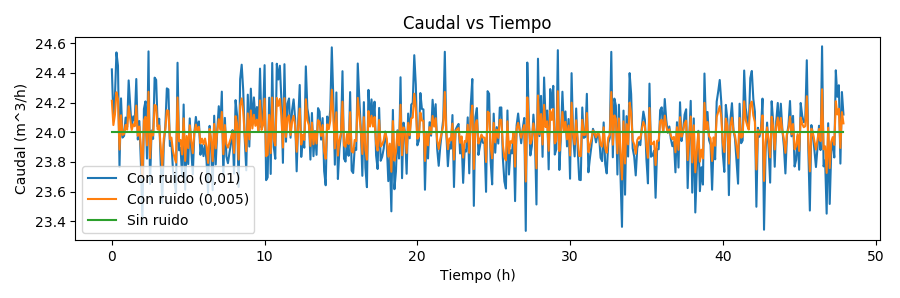 Caudal vs Tiempo
Caudal (m^3/h)
24.6
24.4
24.2
24.0
23.8
23.6
23.4
Con ruido (0,01)
Con ruido (0,005)
Sin ruido
0
10
20
30
40
50
Tiempo (h)